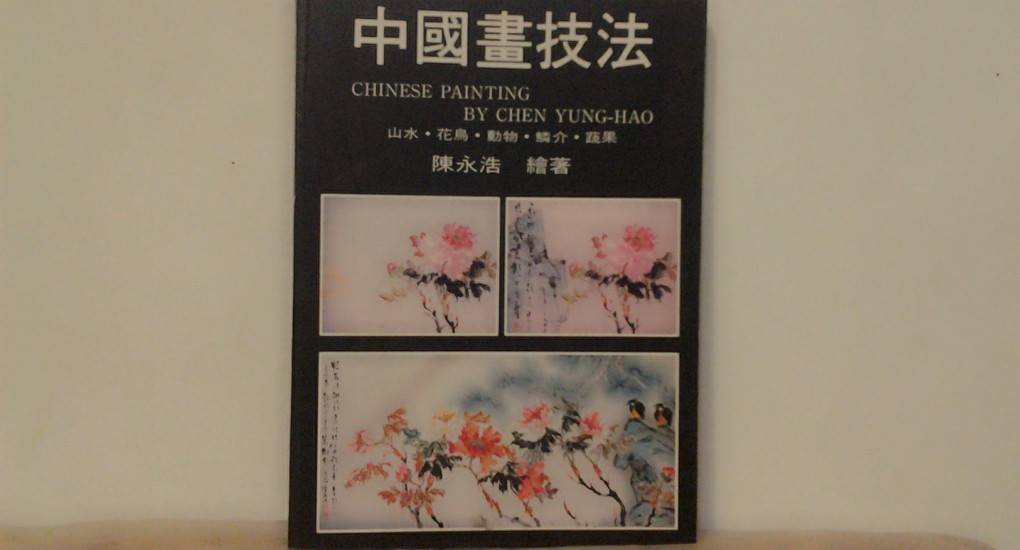 中國畫技法
CHINESE PAINTING
BY CHEN YUNG-HAO
山水・花鳥・動物・鱗介・蔬果
陳永浩 繪著